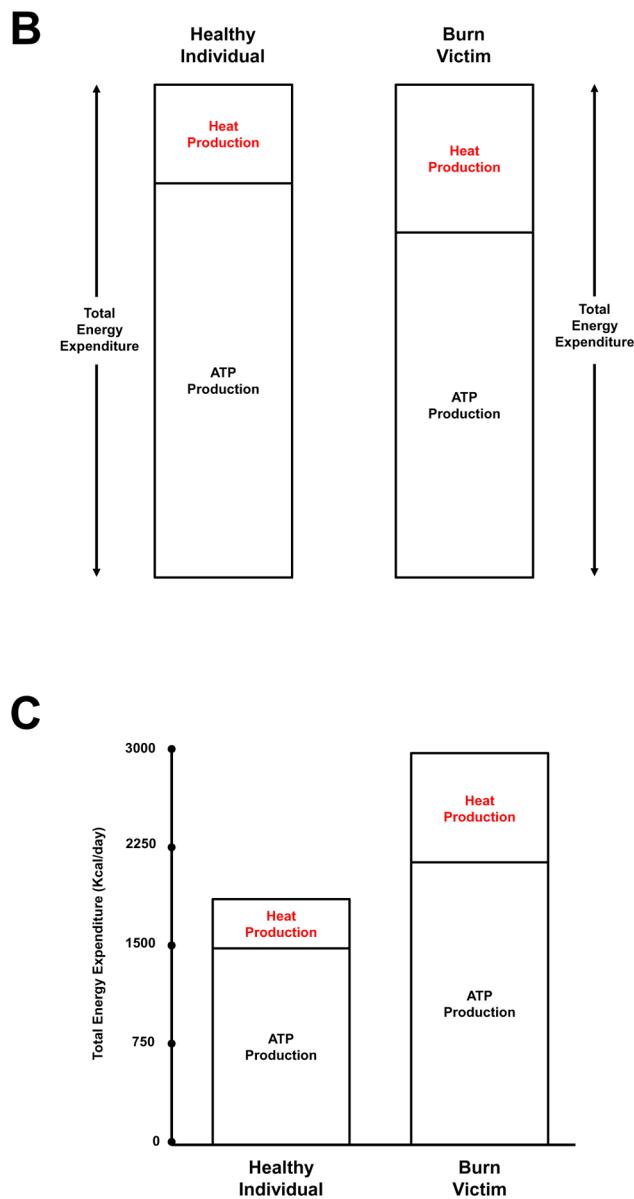 B
Healthy
Individual
Burn
Victim
Heat
Production
Heat
Production
Total
Energy
Expenditure
Total
Energy
Expenditure
ATP
Production
ATP
Production
C
Total Energy Expenditure (Kcal/day)
3000
2250
1500
750
0
Heat
Production
Heat
Production
ATP
Production
ATP
Production
Healthy
Individual
Burn
Victim